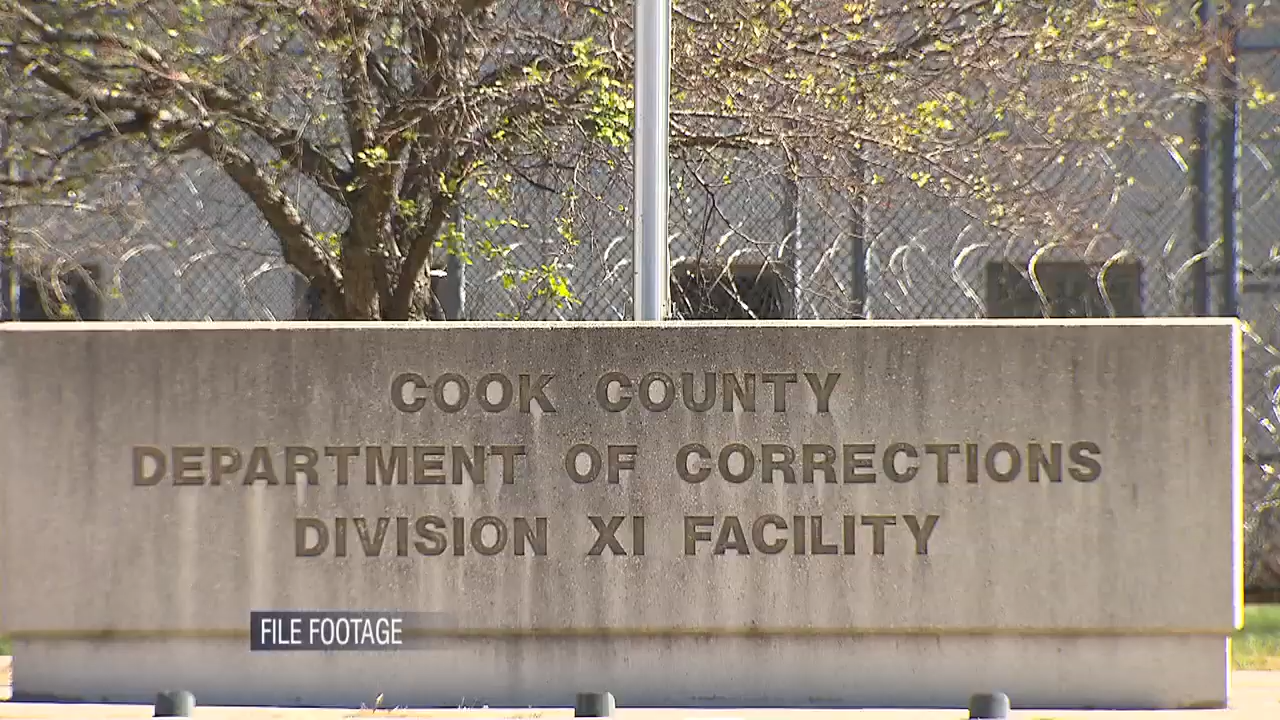 COOK COUNTY
DEPARTMENT OF CORRECTIONS
DIVISION XI FACILITY
FILE FOOTAGE